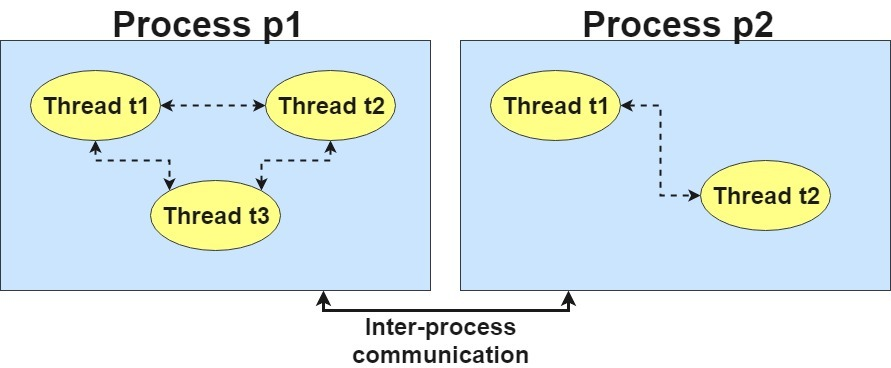 Process p1
Process p2
Thread t1
Thread t2
Thread t3
Thread t1
Thread t2
Inter-process
communication